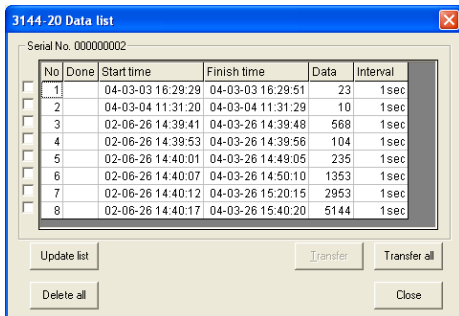 3144-20 Data list
Serial No. 000000002
No Done Start time Finish time Data Interval
1 04-03-03 16:29:29 04-03-03 16:29:51 23 1sec
2 04-03-04 11:31:20 04-03-04 11:31:29 10 1sec
3 02-06-26 14:39:41 02-06-26 14:39:48 568 1sec
4 02-06-26 14:39:53 04-03-26 14:39:56 104 1sec
5 02-06-26 14:40:01 04-03-26 14:49:05 235 1sec
6 02-06-26 14:40:07 04-03-26 14:50:10 1353 1sec
7 02-06-26 14:40:12 04-03-26 15:20:15 2953 1sec
8 02-06-26 14:40:17 04-03-26 15:40:20 5144 1sec
Update list Transfer Transfer all
Delete all Close